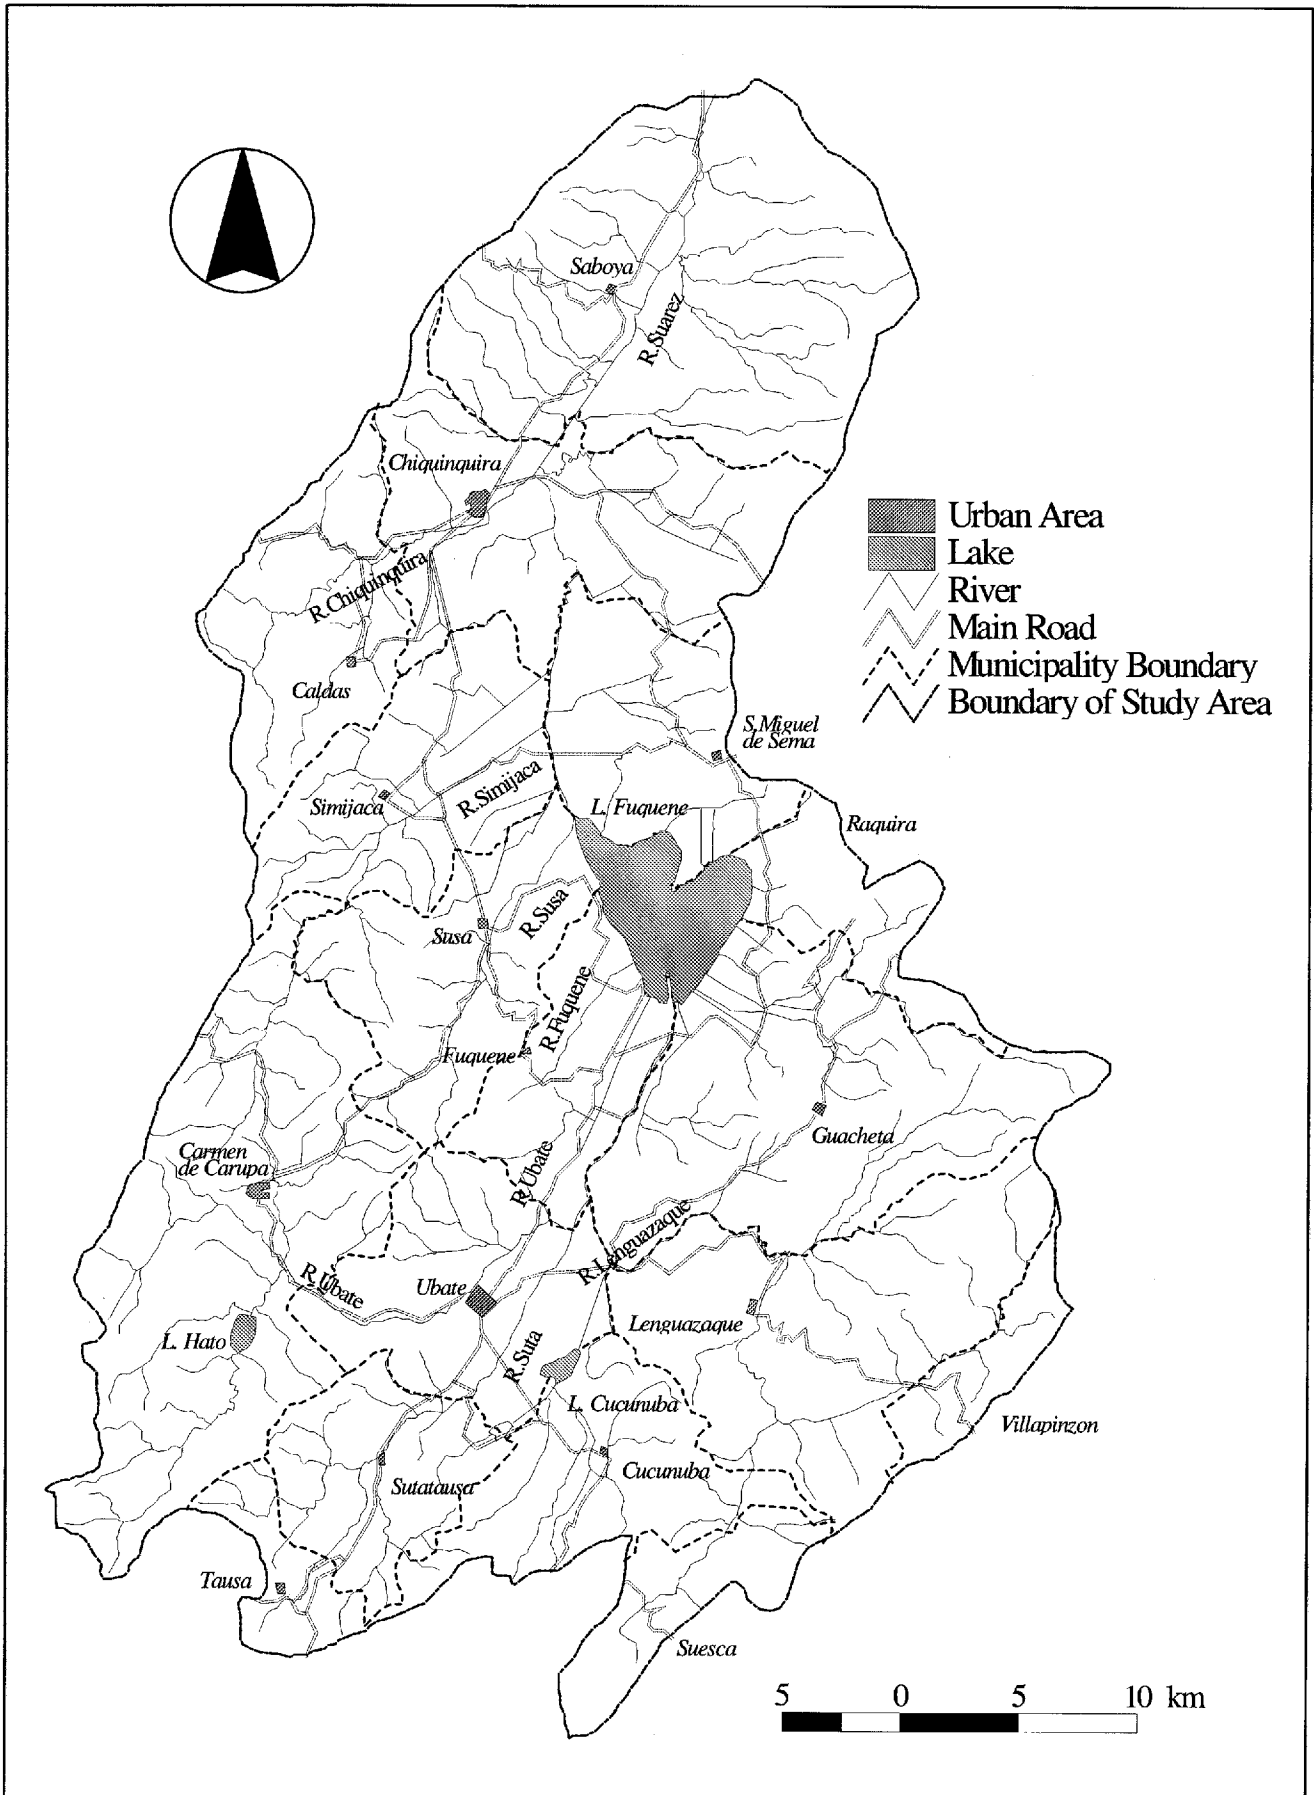 Saboya
R.Suarez
Chiquinquira
Urban Area
Lake
River
R.Chiquinquira
Main Road
Municipality Boundary
Caldas
Boundary of Study Area
S.Miguel
de Sema
R.Simijaca
Simijaca
L. Fuquene
Raquira
R.Susa
Susa
R.Fuquene
Fuquene
Guacheta
Carmen
de Carupa
R.Ubate
R.Lenguazaque
R.Ubate
Ubate
Lenguazaque
L. Hato
R.Suta
L. Cucunuba
Villapinzon
Cucunuba
Sutatausa
Tausa
Suesca
5 0 5 10 km